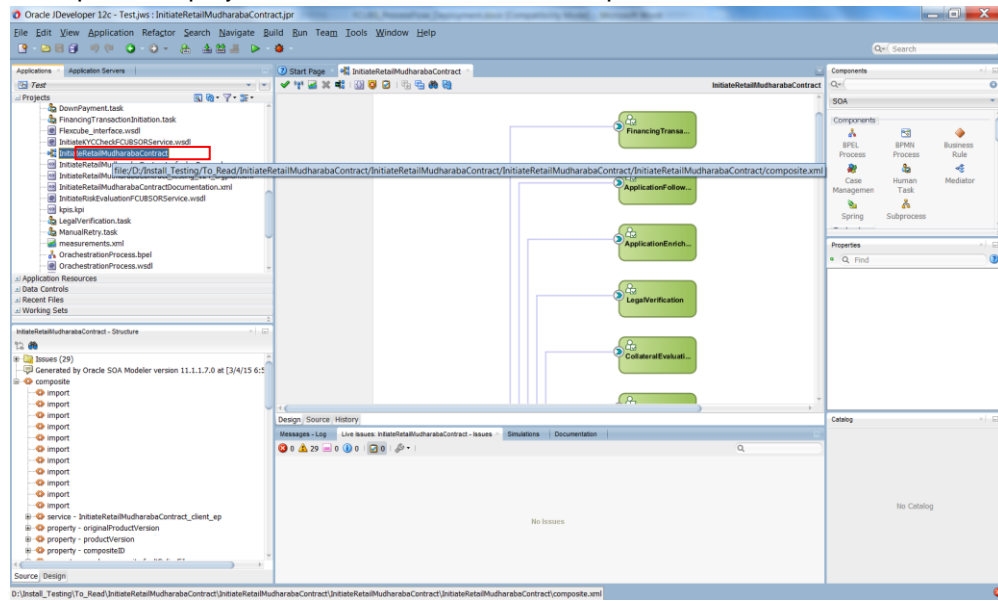 Oracle JDeveloper 12c - Test.jws : InitiateRetailMudharabaContract.jpr
File Edit View Application Refactor Search Navigate Build Run Team Tools Window Help
Search
Applications Application Servers
Test
Projects
DownPayment.task
FinancingTransactionInitiation.task
Flexcube_interface.wsdl
InitiateKYCCheckFCUBSORService.wsdl
InitiateRetailMudharabaContract
file:/D:/Install_Testing/To_Read/InitiateRetailMudharabaContract/InitiateRetailMudharabaContract/InitiateRetailMudharabaContract/composite.xml
InitiateRetailMudharabaContractDocumentation.xml
InitiateRiskEvaluationFCUBSORService.wsdl
kpis.kpi
LegalVerification.task
ManualRetry.task
measurements.xml
OrachestrationProcess.bpel
OrachestrationProcess.wsdl
Application Resources
Data Controls
Recent Files
Working Sets
InitiateRetailMudharabaContract - Structure
Issues (29)
Generated by Oracle SOA Modeler version 11.1.1.7.0 at [3/4/15 6:5
composite
import
import
import
import
import
import
import
import
import
import
import
service - InitiateRetailMudharabaContract_client_ep
property - originalProductVersion
property - productVersion
property - compositeID
Source Design
Start Page InitiateRetailMudharabaContract
InitiateRetailMudharabaContract
FinancingTransa...
ApplicationFollow...
ApplicationEnrich...
LegalVerification
CollateralEvaluati...
Design Source History
Messages - Log Live Issues: InitiateRetailMudharabaContract - Issues Simulations Documentation
0 29 0 0 0
No Issues
Components
SOA
Components
BPEL Process
BPMN Process
Business Rule
Case Managemen
Human Task
Mediator
Spring
Subprocess
Properties
Find
Catalog
No Catalog
D:\Install_Testing\To_Read\InitiateRetailMudharabaContract\InitiateRetailMudharabaContract\InitiateRetailMudharabaContract\InitiateRetailMudharabaContract\composite.xml